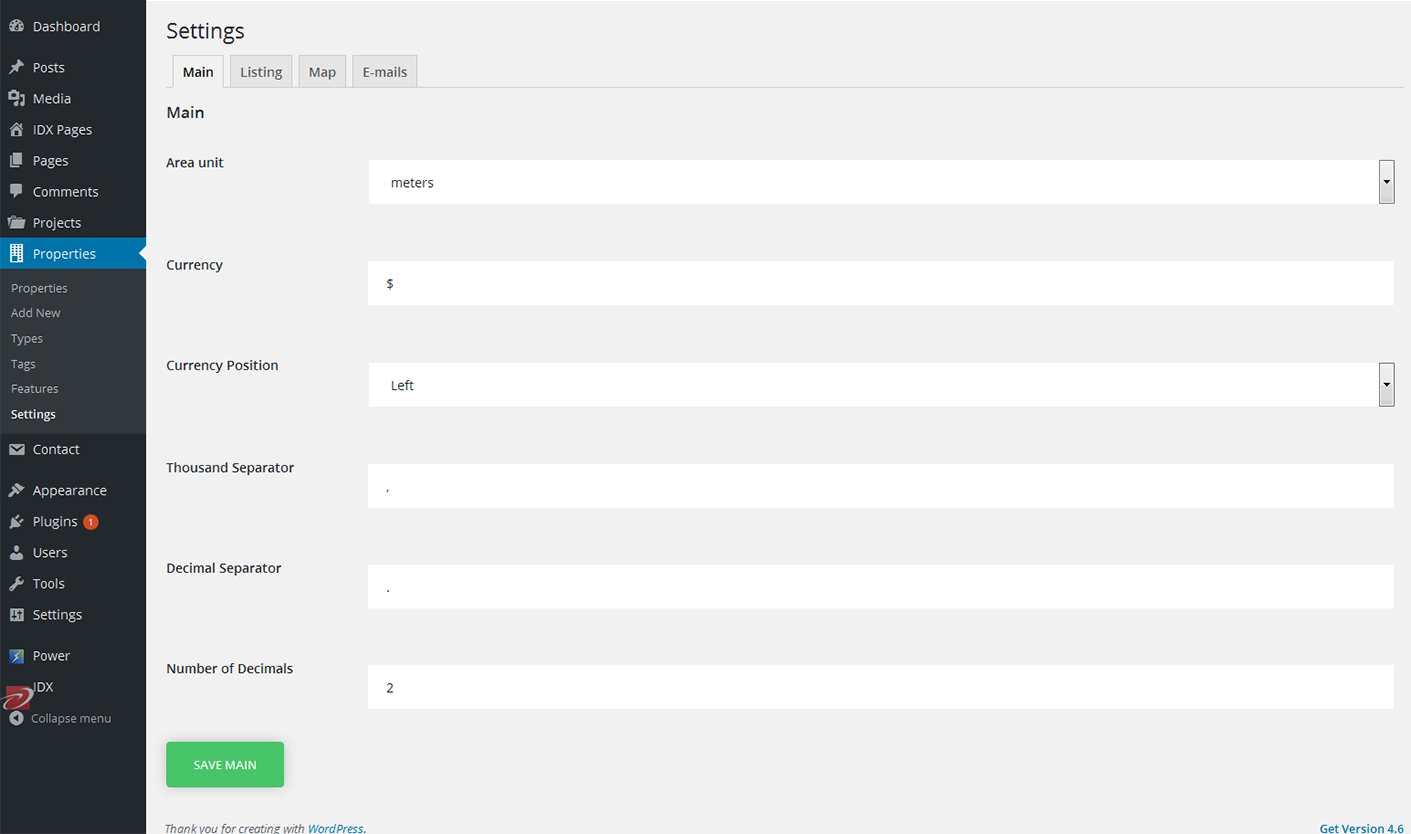 Dashboard
Posts
Media
IDX Pages
Pages
Comments
Projects
Properties
Properties
Add New
Types
Tags
Features
Settings
Contact
Appearance
Plugins 1
Users
Tools
Settings
Power
IDX
Collapse menu
Settings
Main Listing Map E-mails
Main
Area unit
meters
Currency
$
Currency Position
Left
Thousand Separator
,
Decimal Separator
.
Number of Decimals
2
SAVE MAIN
Thank you for creating with WordPress.
Get Version 4.6